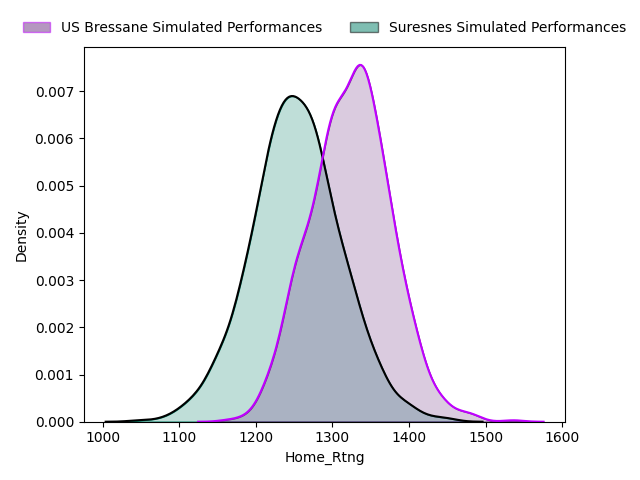 US Bressane Simulated Performances Suresnes Simulated Performances
0.007
0.006
0.005
0.004
0.003
0.002
0.001
0.000
Density
1000 1100 1200 1300 1400 1500 1600
Home_Rtng